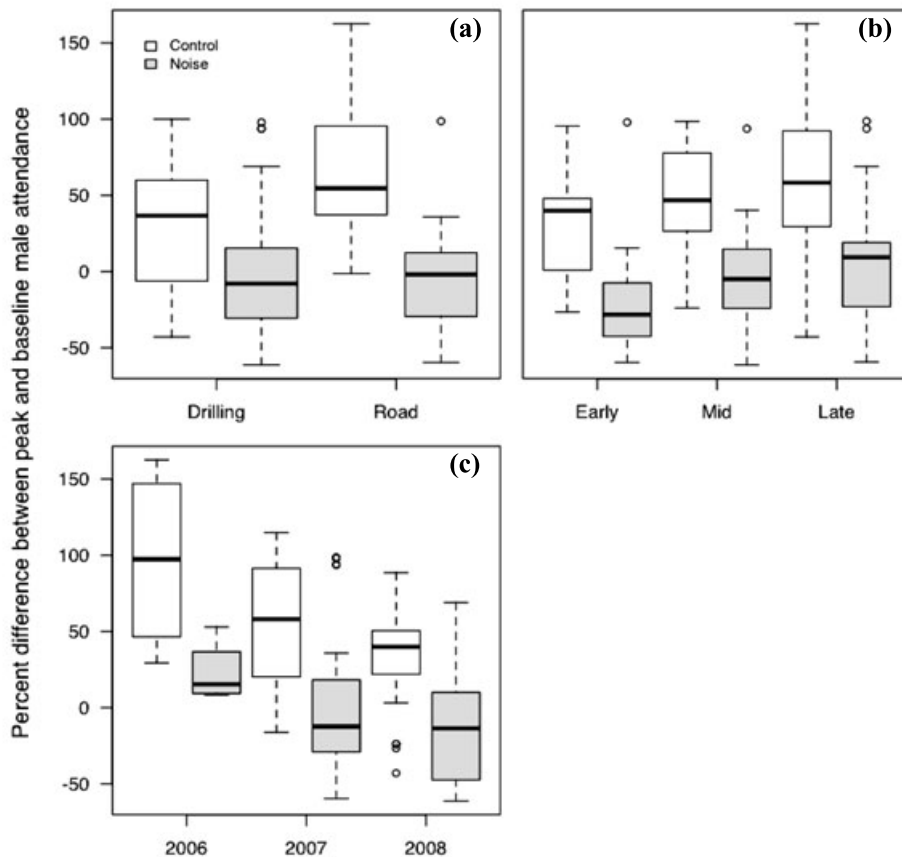 Percent difference between peak and baseline male attendance
(a)
Control
Noise
150
100
50
0
-50
Drilling Road
(b)
Early Mid Late
(c)
150
100
50
0
-50
2006 2007 2008